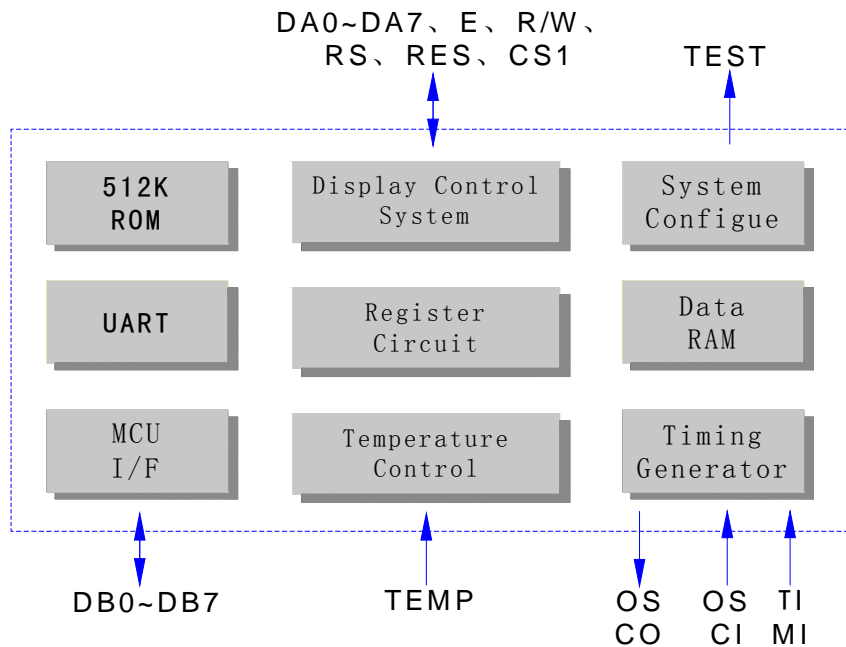 DA0~DA7、E、R/W、
RS、RES、CS1
TEST
512K
ROM
Display Control
System
System
Configue
UART
Register
Circuit
Data
RAM
MCU
I/F
Temperature
Control
Timing
Generator
DB0~DB7
TEMP
OS
CO
OS
CI
TI
MI